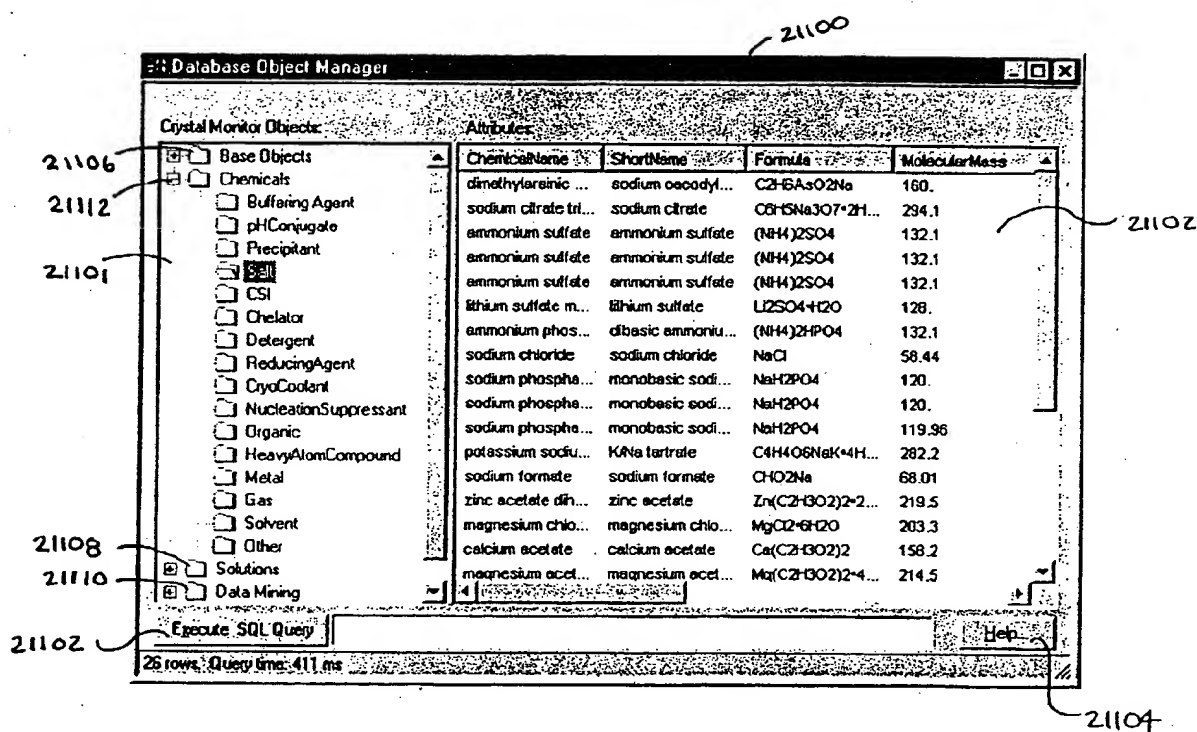 21100
Database Object Manager
Crystal Monitor Objects:
Attributes:
21106
Base Objects
21112
Chemicals
Buffering Agent
pHConjugate
Precipitant
21101
Salt
CSI
Chelator
Detergent
ReducingAgent
CryoCoolant
NucleationSuppressant
Organic
HeavyAtomCompound
Metal
Gas
Solvent
Other
21108
Solutions
21110
Data Mining
ChemicalName ShortName Formula MolecularMass
dimethylarsinic ... sodium cacodyl... C2H6AsO2Na 160.
sodium citrate tri... sodium citrate C6H5Na3O7•2H... 294.1
ammonium sulfate ammonium sulfate (NH4)2SO4 132.1
ammonium sulfate ammonium sulfate (NH4)2SO4 132.1
ammonium sulfate ammonium sulfate (NH4)2SO4 132.1
lithium sulfate m... lithium sulfate Li2SO4•H2O 128.
ammonium phos... dibasic ammoniu... (NH4)2HPO4 132.1
sodium chloride sodium chloride NaCl 58.44
sodium phospha... monobasic sodi... NaH2PO4 120.
sodium phospha... monobasic sodi... NaH2PO4 120.
sodium phospha... monobasic sodi... NaH2PO4 119.96
potassium sodiu... K/Na tartrate C4H4O6NaK•4H... 282.2
sodium formate sodium formate CHO2Na 68.01
zinc acetate dih... zinc acetate Zn(C2H3O2)2•2... 219.5
magnesium chlo... magnesium chlo... MgCl2•6H2O 203.3
calcium acetate calcium acetate Ca(C2H3O2)2 158.2
magnesium acet... magnesium acet... Mg(C2H3O2)2•4... 214.5
21102
21102
Execute SQL Query
Help
26 rows. Query time: 411 ms
21104